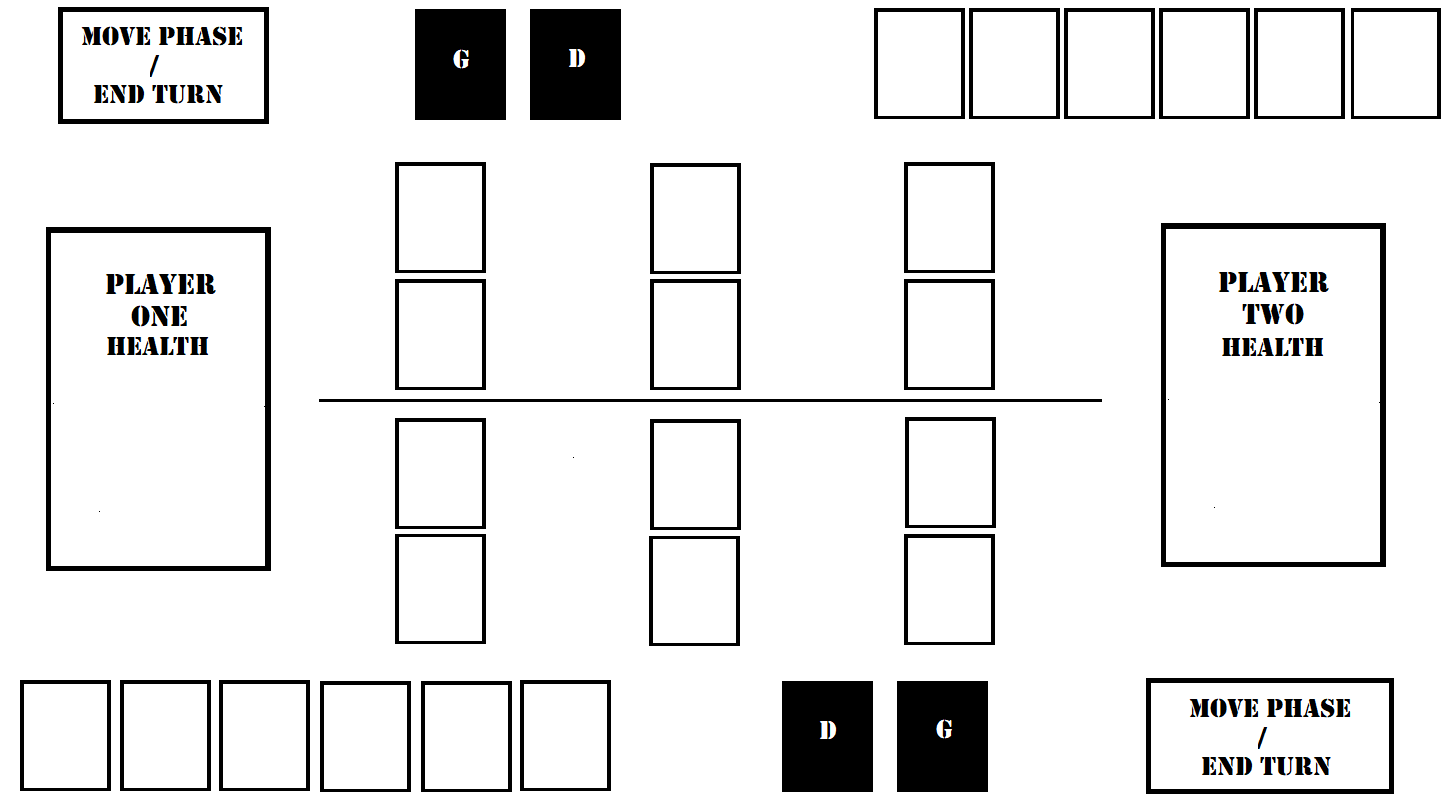 MOVE PHASE
/
END TURN
G
D
PLAYER
ONE
HEALTH
PLAYER
TWO
HEALTH
D
G
MOVE PHASE
/
END TURN